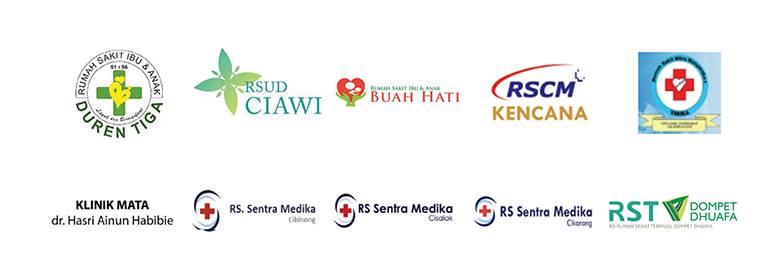 RUMAH SAKIT IBU & ANAK
51 : 56
DUREN TIGA
RSUD
CIAWI
RUMAH SAKIT IBU & ANAK
BUAH HATI
RSCM
KENCANA
KLINIK MATA
dr. Hasri Ainun Habibie
RS. Sentra Medika
Cibinong
RS Sentra Medika
Cisalak
RS Sentra Medika
Cikarang
RST DOMPET
DHUAFA
RS RUMAH SEHAT TERPADU DOMPET DHUAFA